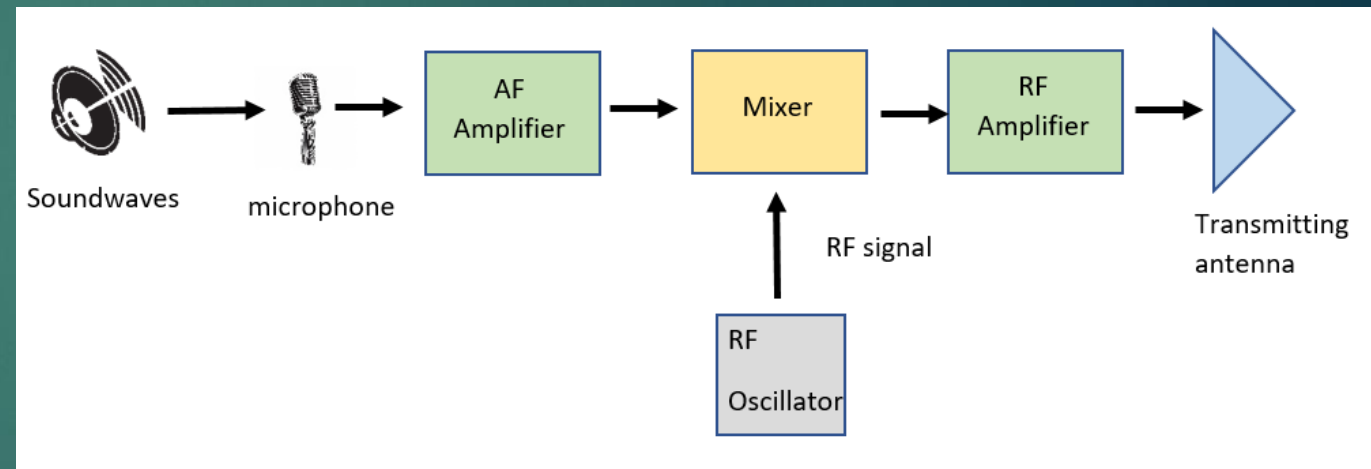 Soundwaves
microphone
AF
Amplifier
Mixer
RF
Amplifier
Transmitting
antenna
RF signal
RF
Oscillator